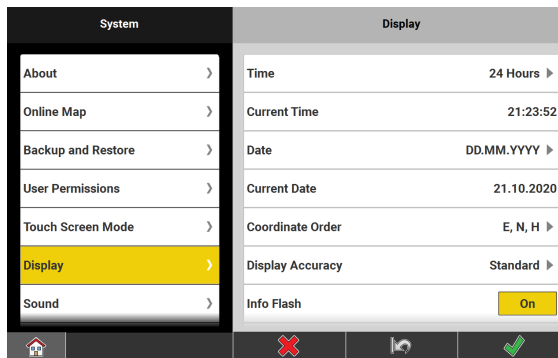 System
Display
About
Online Map
Backup and Restore
User Permissions
Touch Screen Mode
Display
Sound
Time 24 Hours
Current Time 21:23:52
Date DD.MM.YYYY
Current Date 21.10.2020
Coordinate Order E, N, H
Display Accuracy Standard
Info Flash On